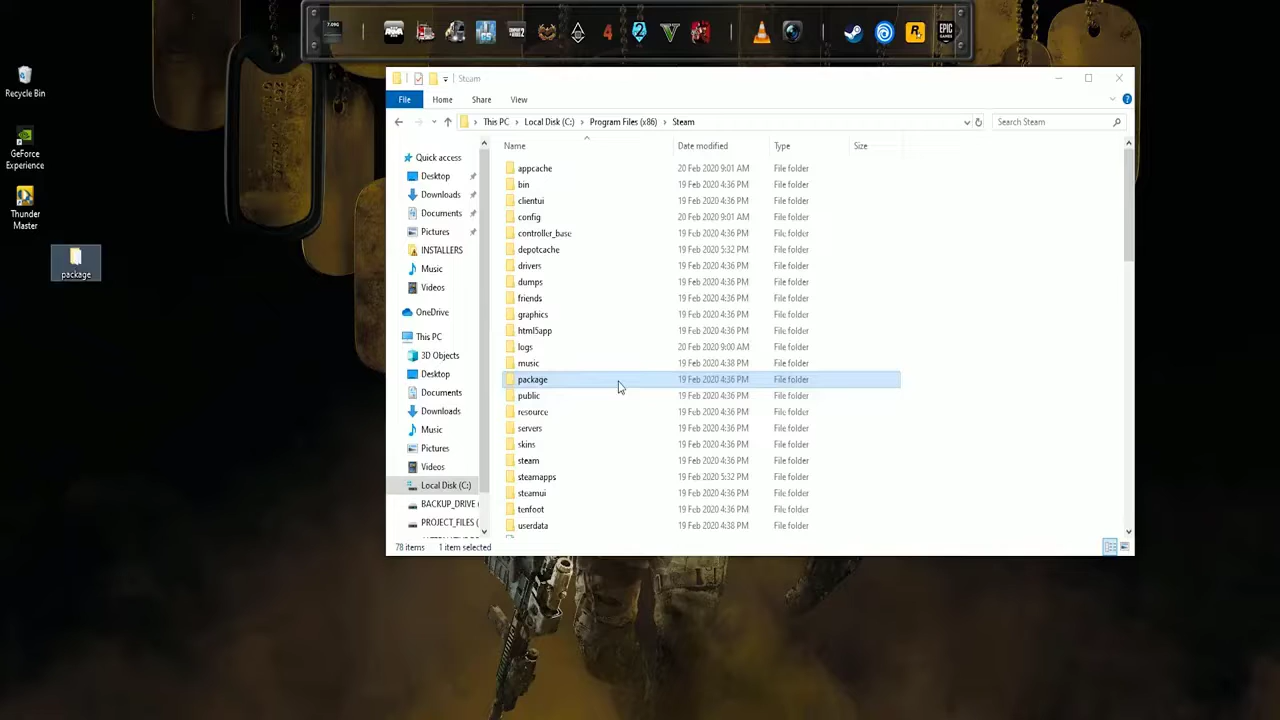 7.09G
Recycle Bin
GeForce
Experience
Thunder
Master
package
Steam
File
Home
Share
View
This PC
Local Disk (C:)
Program Files (x86)
Steam
Search Steam
Quick access
Desktop
Downloads
Documents
Pictures
INSTALLERS
Music
Videos
OneDrive
This PC
3D Objects
Desktop
Documents
Downloads
Music
Pictures
Videos
Local Disk (C:)
BACKUP_DRIVE (
PROJECT_FILES (
Name Date modified Type Size
appcache 20 Feb 2020 9:01 AM File folder
bin 19 Feb 2020 4:36 PM File folder
clientui 19 Feb 2020 4:36 PM File folder
config 20 Feb 2020 9:01 AM File folder
controller_base 19 Feb 2020 4:36 PM File folder
depotcache 19 Feb 2020 5:32 PM File folder
drivers 19 Feb 2020 4:36 PM File folder
dumps 19 Feb 2020 4:36 PM File folder
friends 19 Feb 2020 4:36 PM File folder
graphics 19 Feb 2020 4:36 PM File folder
html5app 19 Feb 2020 4:36 PM File folder
logs 20 Feb 2020 9:00 AM File folder
music 19 Feb 2020 4:38 PM File folder
package 19 Feb 2020 4:36 PM File folder
public 19 Feb 2020 4:36 PM File folder
resource 19 Feb 2020 4:36 PM File folder
servers 19 Feb 2020 4:36 PM File folder
skins 19 Feb 2020 4:36 PM File folder
steam 19 Feb 2020 4:36 PM File folder
steamapps 19 Feb 2020 5:32 PM File folder
steamui 19 Feb 2020 4:36 PM File folder
tenfoot 19 Feb 2020 4:36 PM File folder
userdata 19 Feb 2020 4:38 PM File folder
78 items 1 item selected